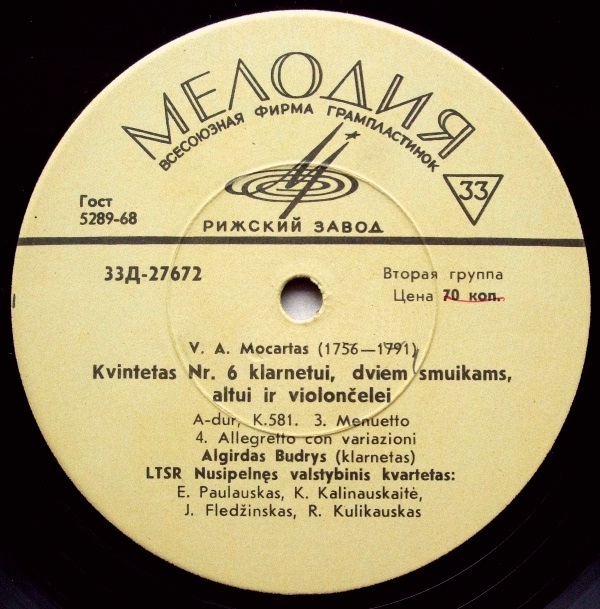 МЕЛОДИЯ
ВСЕСОЮЗНАЯ ФИРМА ГРАМПЛАСТИНОК
33
Гост
5289-68
РИЖСКИЙ ЗАВОД
33Д-27672
Вторая группа
Цена 70 коп.
V. A. Mocartas (1756—1791)
Kvintetas Nr. 6 klarnetui, dviem smuikams,
altui ir violončelei
A-dur, K.581. 3. Menuetto
4. Allegretto con variazioni
Algirdas Budrys (klarnetas)
LTSR Nusipelnęs valstybinis kvartetas:
E. Paulauskas, K. Kalinauskaitė,
J. Fledžinskas, R. Kulikauskas